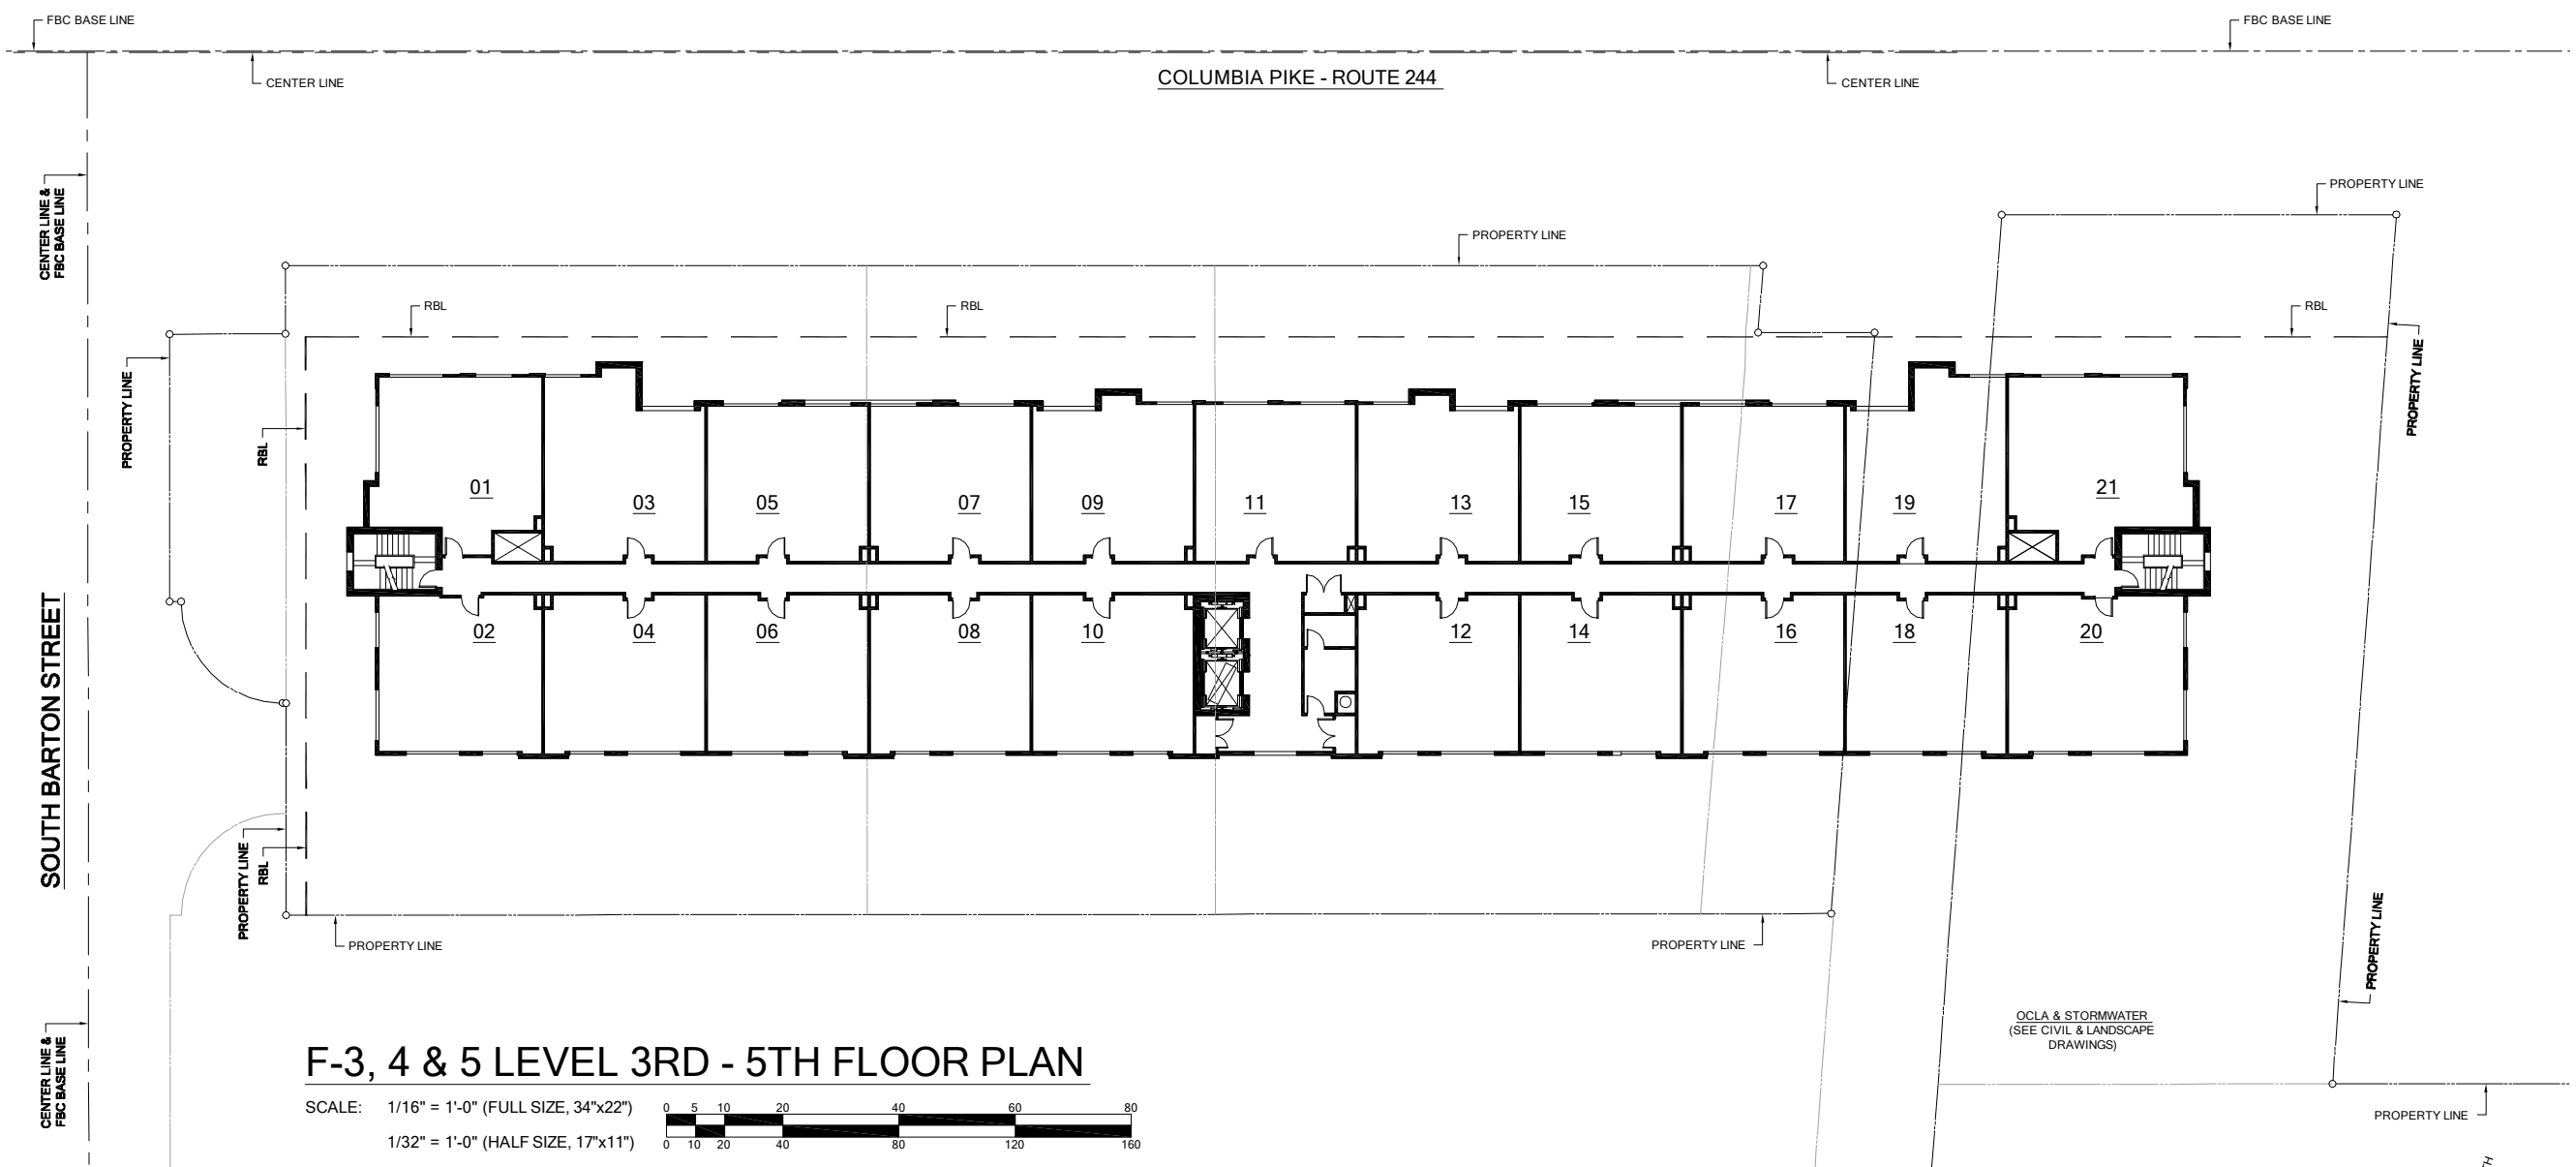 FBC BASE LINE
FBC BASE LINE
CENTER LINE
COLUMBIA PIKE - ROUTE 244
CENTER LINE
CENTER LINE &
FBC BASE LINE
PROPERTY LINE
PROPERTY LINE
RBL
RBL
RBL
PROPERTY LINE
RBL
PROPERTY LINE
01
03
05
07
09
11
13
15
17
19
21
02
04
06
08
10
12
14
16
18
20
SOUTH BARTON STREET
PROPERTY LINE
RBL
PROPERTY LINE
PROPERTY LINE
PROPERTY LINE
OCLA & STORMWATER
(SEE CIVIL & LANDSCAPE
DRAWINGS)
CENTER LINE &
FBC BASE LINE
F-3, 4 & 5 LEVEL 3RD - 5TH FLOOR PLAN
SCALE: 1/16" = 1'-0" (FULL SIZE, 34"x22")
0 5 10 20 40 60 80
1/32" = 1'-0" (HALF SIZE, 17"x11")
0 10 20 40 80 120 160
PROPERTY LINE